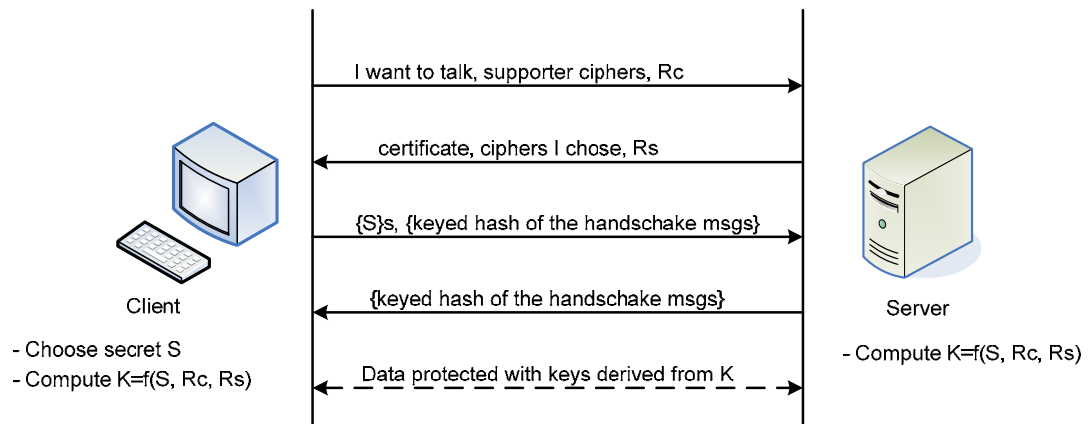 I want to talk, supporter ciphers, Rc
certificate, ciphers I chose, Rs
{S}s, {keyed hash of the handschake msgs}
{keyed hash of the handschake msgs}
Data protected with keys derived from K
Client
- Choose secret S
- Compute K=f(S, Rc, Rs)
Server
- Compute K=f(S, Rc, Rs)